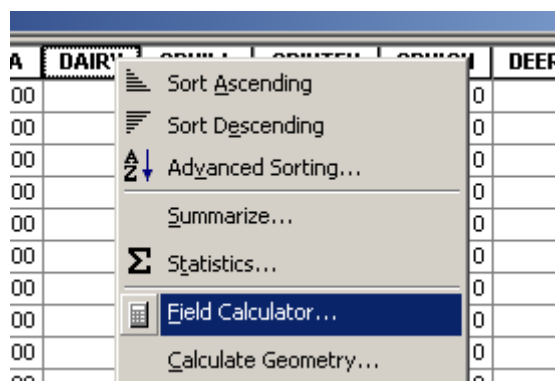 A DAIRY DEER
00 0
Sort Ascending
00 0
Sort Descending
00 0
Advanced Sorting...
00 0
Summarize...
00 0
Statistics...
00 0
00 0
Field Calculator...
00 0
Calculate Geometry...
00 0